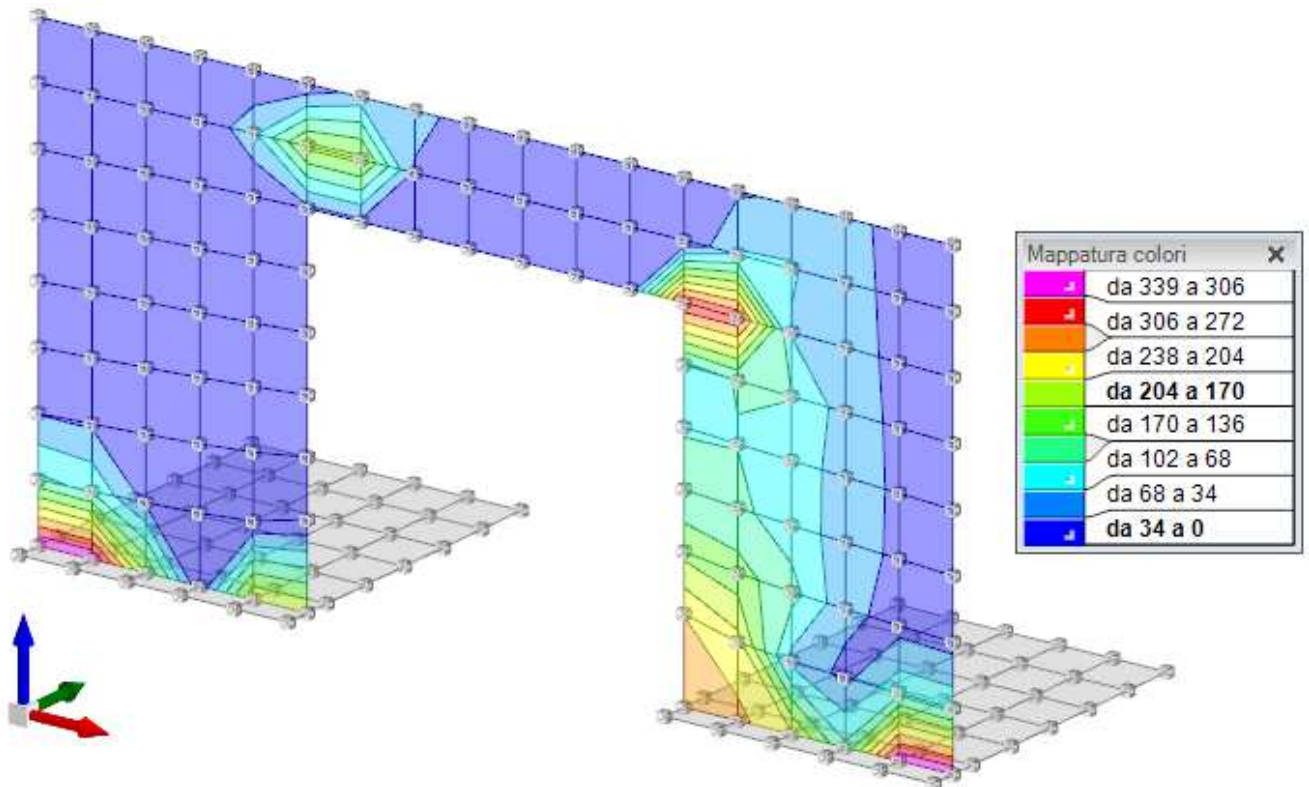 Mappatura colori
da 339 a 306
da 306 a 272
da 238 a 204
da 204 a 170
da 170 a 136
da 102 a 68
da 68 a 34
da 34 a 0